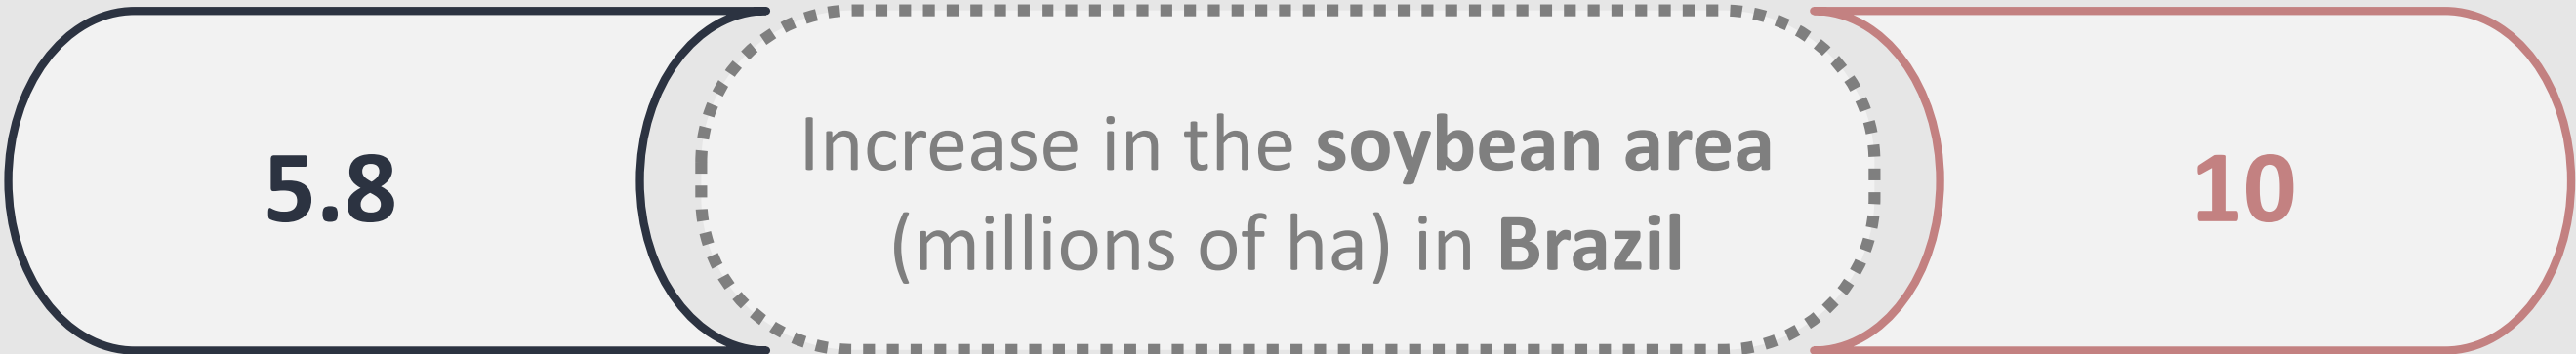 5.8
Increase in the soybean area
(millions of ha) in Brazil
10